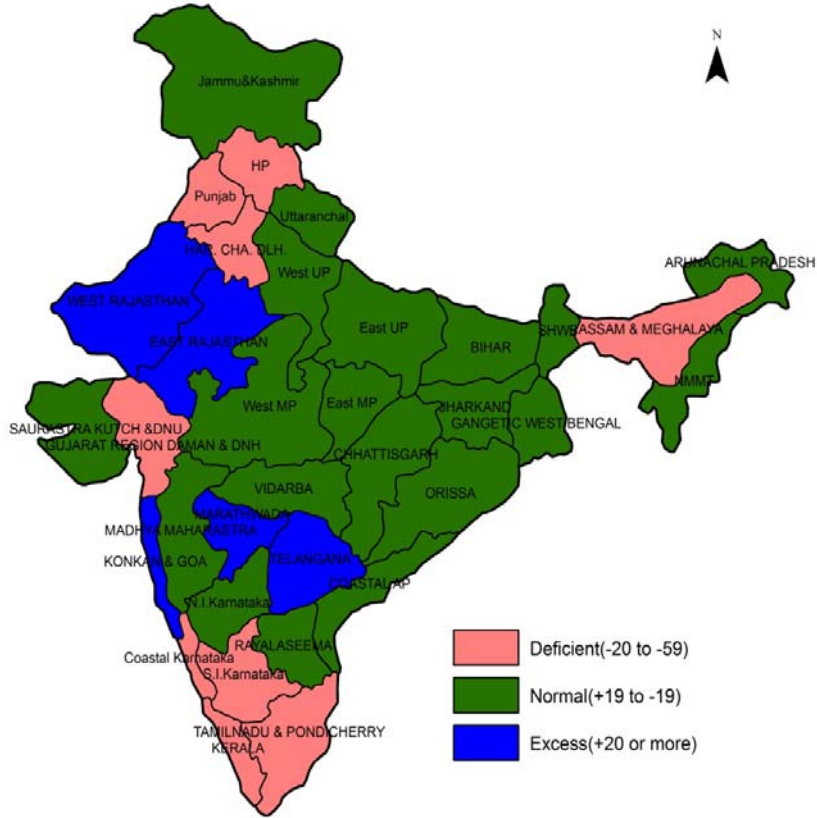 N
Jammu&Kashmir
HP
Punjab
Uttaranchal
HAR. CHA. DLH.
West UP
ARUNACHAL PRADESH
WEST RAJASTHAN
EAST RAJASTHAN
East UP
BIHAR
SHWB
ASSAM & MEGHALAYA
NMMT
West MP
East MP
JHARKAND
GANGETIC WEST BENGAL
SAURASTRA KUTCH &DNU
GUJARAT RESION DAMAN & DNH
CHHATTISGARH
VIDARBA
ORISSA
MARATHWADA
MADHYA MAHARASTRA
KONKAN & GOA
TELANGANA
COASTAL AP
N.I.Karnataka
RAYALASEEMA
Coastal Karnataka
S.I.Karnataka
TAMILNADU & PONDICHERRY
KERALA
Deficient(-20 to -59)
Normal(+19 to -19)
Excess(+20 or more)